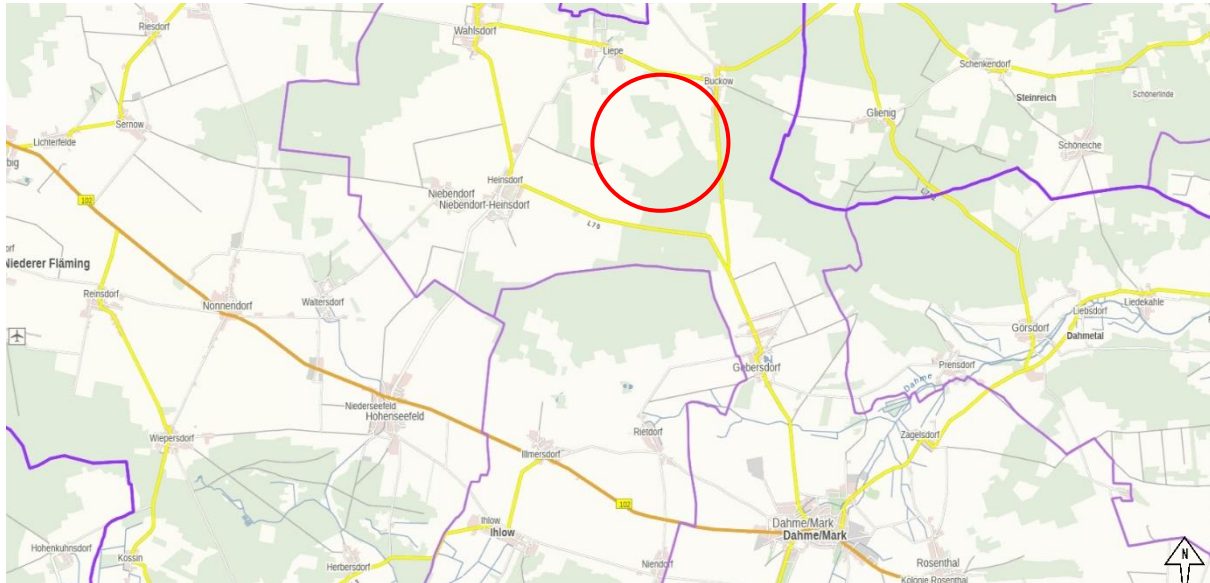 Riesdorf
Wahlsdorf
Liepe
Buckow
Schenkendorf
Steinreich
Schönerlinde
Glienig
Sernow
Lichterfelde
big
Schöneiche
102
Heinsdorf
Niebendorf
Niebendorf-Heinsdorf
L 70
Niederer Fläming
Reinsdorf
Nonnendorf
Waltersdorf
Liedekahle
Liebsdorf
Görsdorf
Dahmetal
Gebersdorf
Prensdorf
Dahme
Niederseefeld
Hohenseefeld
Wiepersdorf
Rietdorf
Zagelsdorf
Illmersdorf
102
Ihlow
Ihlow
Dahme/Mark
Dahme/Mark
Hohenkuhnsdorf
Kossin
Herbersdorf
Niendorf
Rosenthal
Kolonie Rosenthal
N